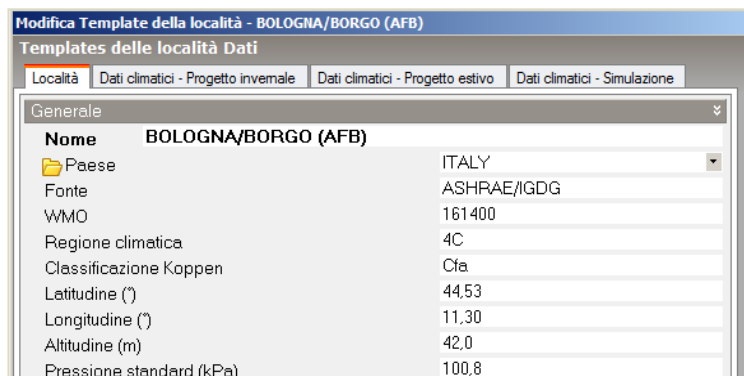 Modifica Template della località - BOLOGNA/BORGO (AFB)
Templates delle località Dati
Località Dati climatici - Progetto invernale Dati climatici - Progetto estivo Dati climatici - Simulazione
Generale
Nome BOLOGNA/BORGO (AFB)
Paese ITALY
Fonte ASHRAE/IGDG
WMO 161400
Regione climatica 4C
Classificazione Koppen Cfa
Latitudine (°) 44,53
Longitudine (°) 11,30
Altitudine (m) 42,0
Pressione standard (kPa) 100,8